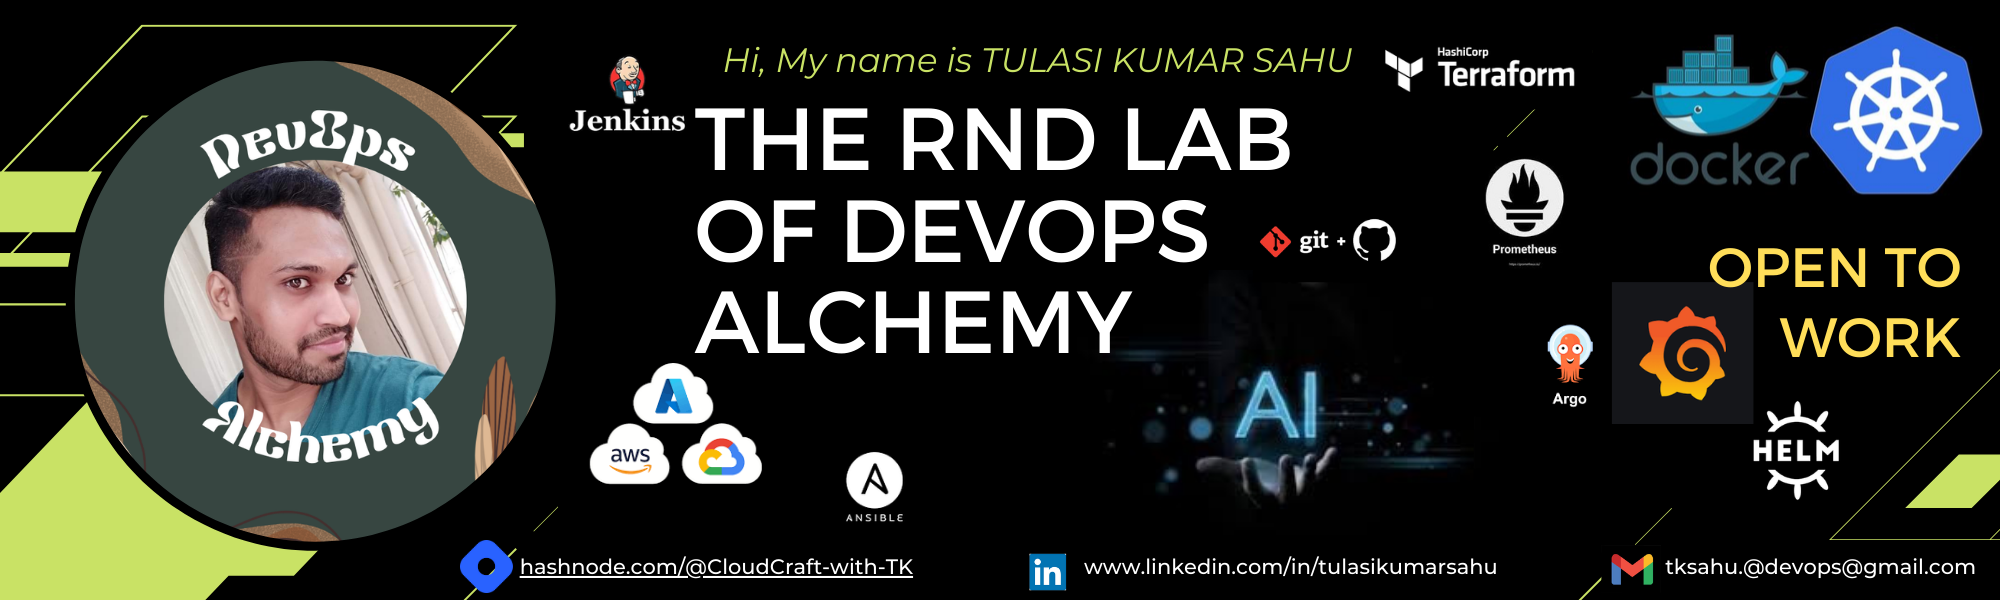 DevOps
Alchemy
Hi, My name is TULASI KUMAR SAHU
Jenkins
THE RND LAB
OF DEVOPS
ALCHEMY
HashiCorp
Terraform
docker
git +
Prometheus
OPEN TO
WORK
Argo
AI
HELM
aws
ANSIBLE
hashnode.com/@CloudCraft-with-TK
in
www.linkedin.com/in/tulasikumarsahu
tksahu.@devops@gmail.com